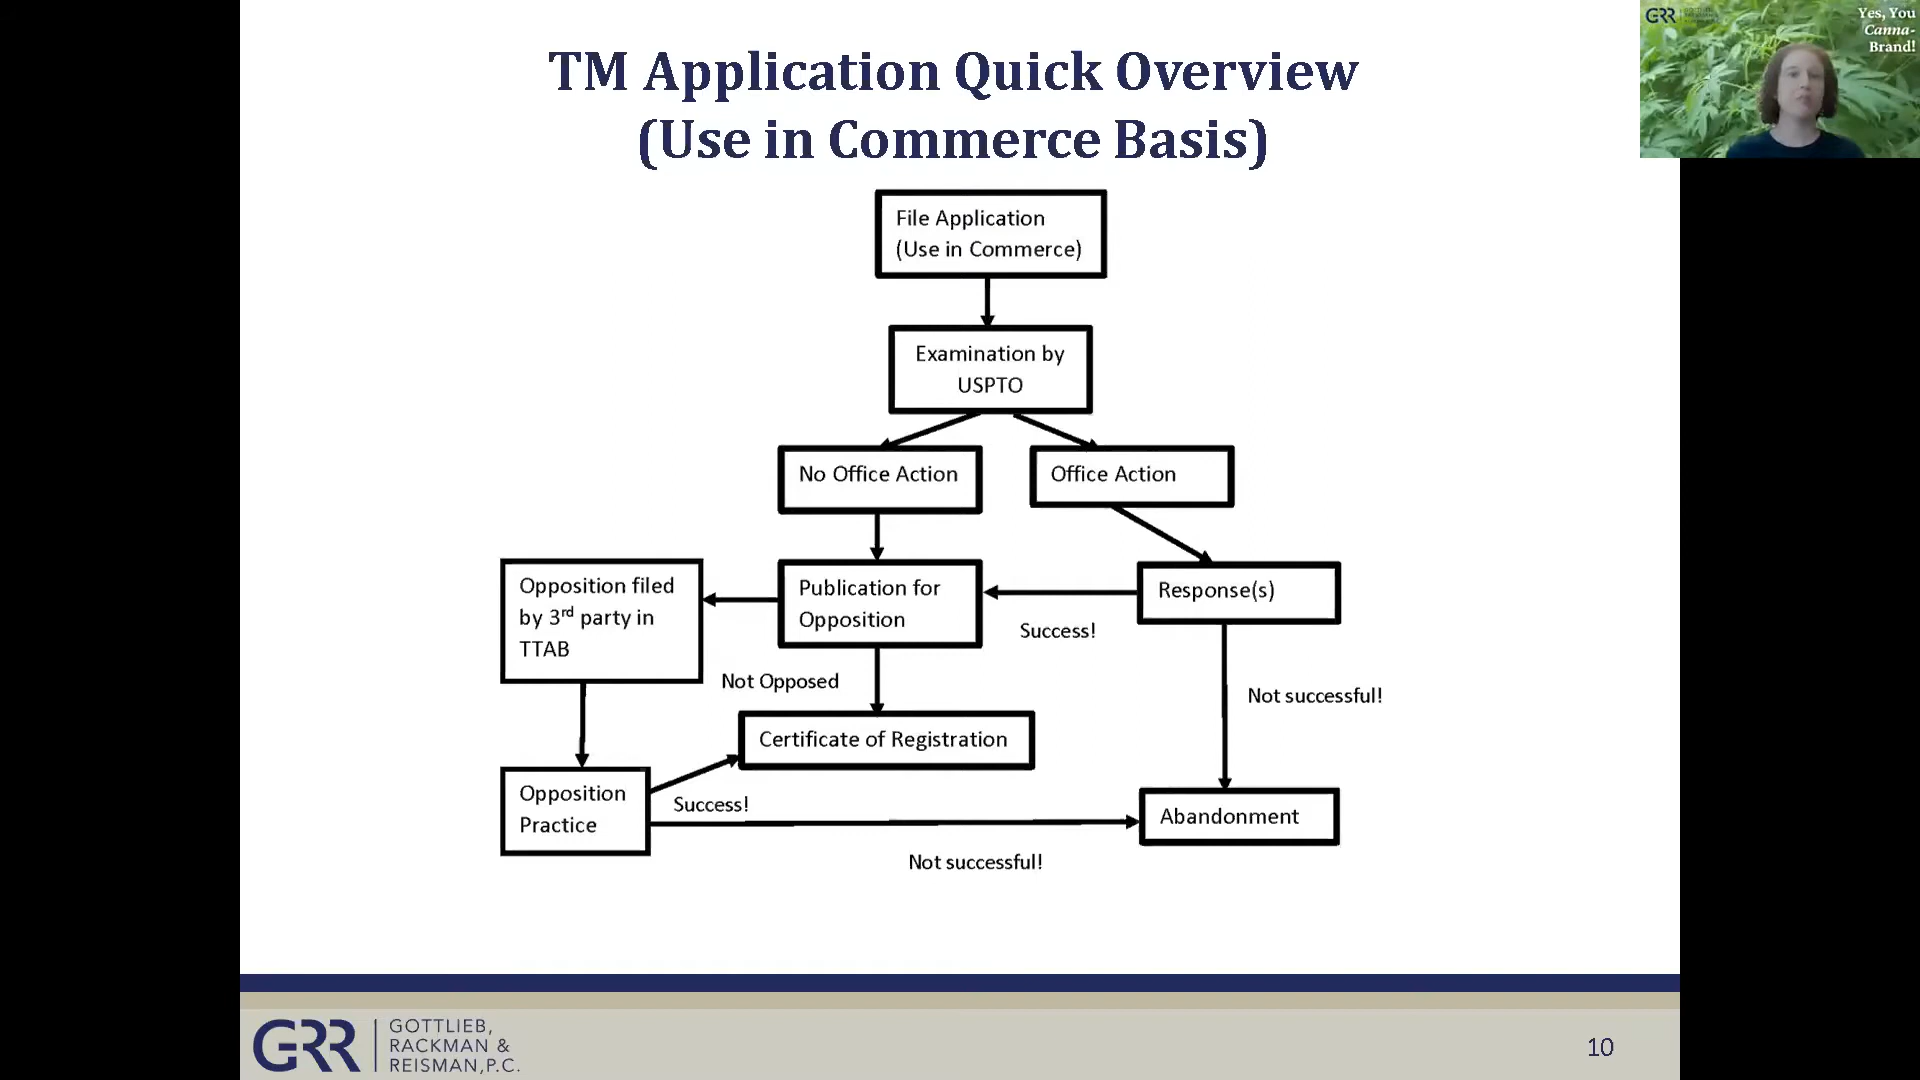 TM Application Quick Overview
(Use in Commerce Basis)
GRR
Yes, You
Canna-
Brand!
File Application
(Use in Commerce)
Examination by
USPTO
No Office Action
Office Action
Opposition filed
by 3rd party in
TTAB
Publication for
Opposition
Response(s)
Success!
Not Opposed
Not successful!
Certificate of Registration
Opposition
Practice
Success!
Abandonment
Not successful!
GRR
GOTTLIEB,
RACKMAN &
REISMAN, P.C.
10